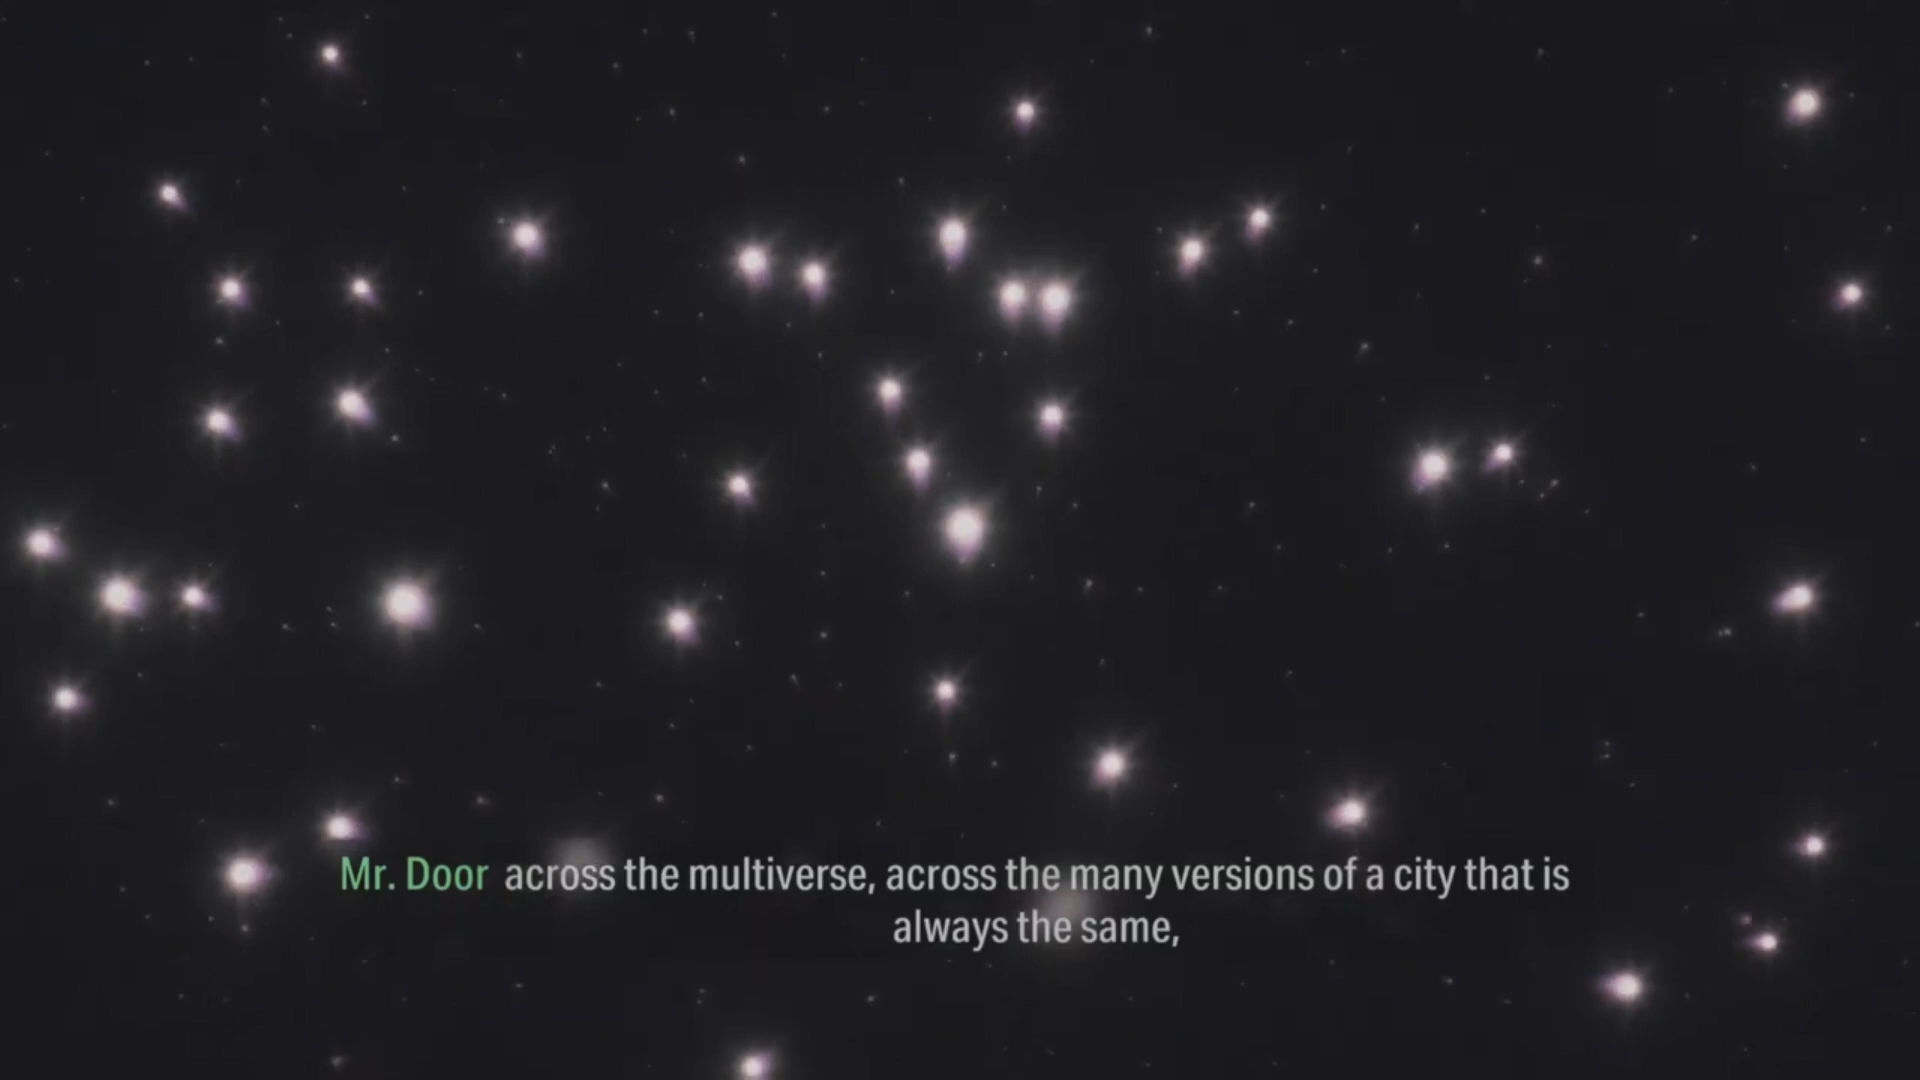 Mr. Door across the multiverse, across the many versions of a city that is
always the same,